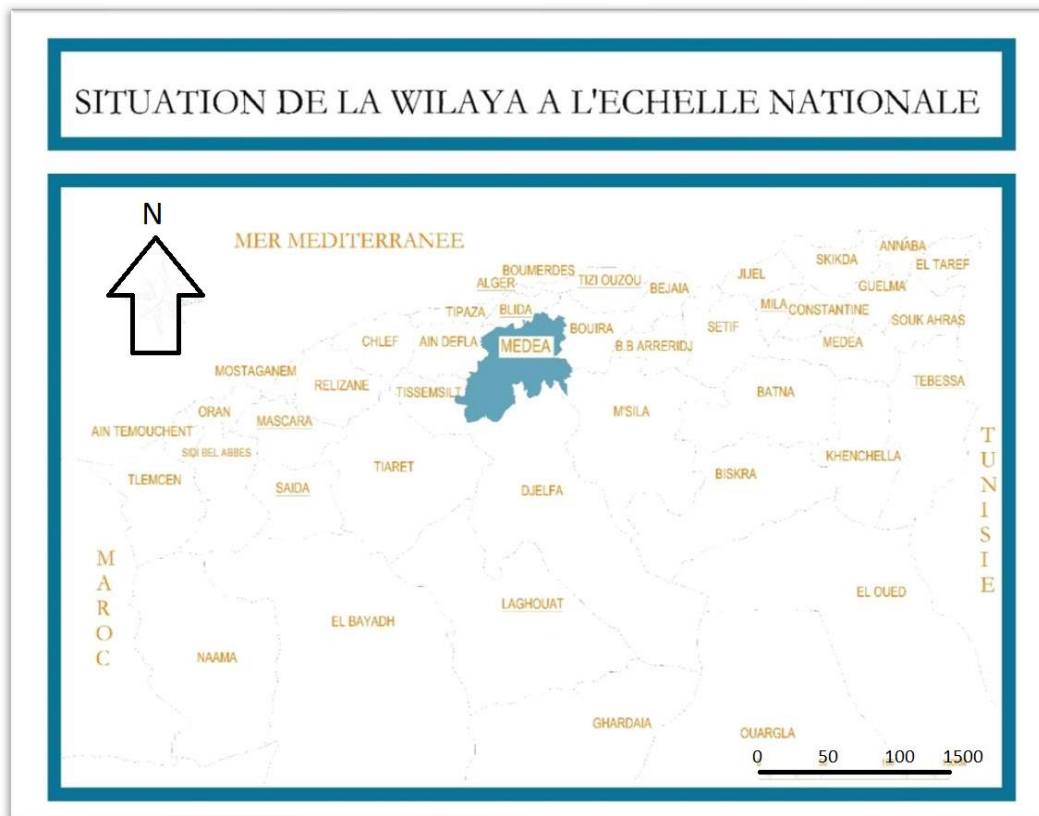 SITUATION DE LA WILAYA A L'ECHELLE NATIONALE
N
MER MEDITERRANEE
ANNABA
SKIKDA
EL TAREF
BOUMERDES
JIJEL
ALGER
TIZI OUZOU
BEJAIA
GUELMA
TIPAZA
BLIDA
MILA
CONSTANTINE
SOUK AHRAS
BOUIRA
SETIF
CHLEF
AIN DEFLA
MEDEA
B.B ARRERIDJ
MEDEA
MOSTAGANEM
RELIZANE
TISSEMSILT
BATNA
TEBESSA
ORAN
MASCARA
M'SILA
AIN TEMOUCHENT
SIDI BEL ABBES
TLEMCEN
TIARET
KHENCHELLA
SAIDA
DJELFA
BISKRA
TUNISIE
MAROC
EL BAYADH
LAGHOUAT
EL OUED
NAAMA
GHARDAIA
OUARGLA
0 50 100 1500